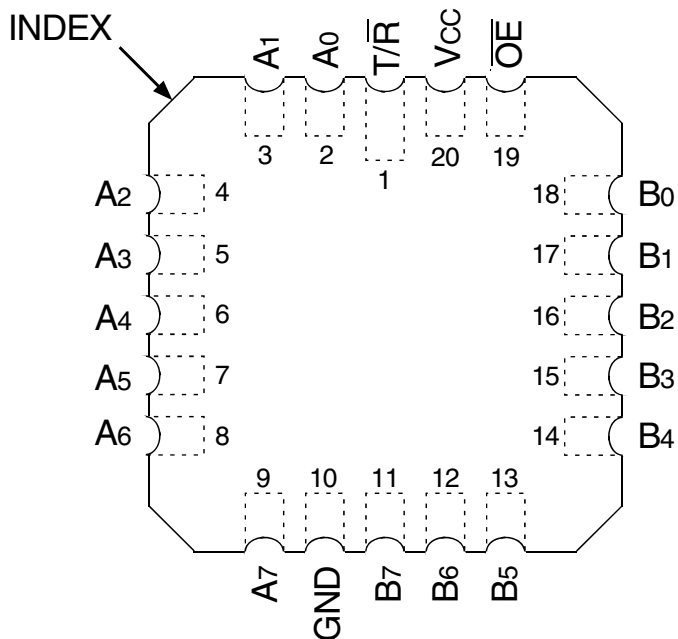 INDEX
A1 A0 T/R̅ VCC O̅E̅
3 2 1 20 19
A2 4 18 B0
A3 5 17 B1
A4 6 16 B2
A5 7 15 B3
A6 8 14 B4
9 10 11 12 13
A7 GND B7 B6 B5